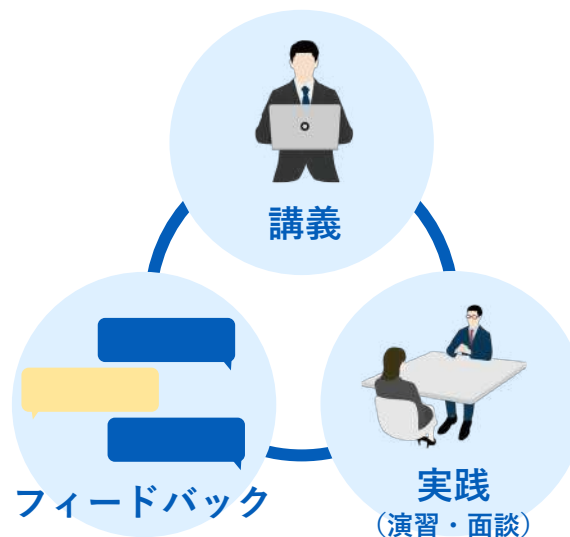 講義
フィードバック
実践
（演習・面談）